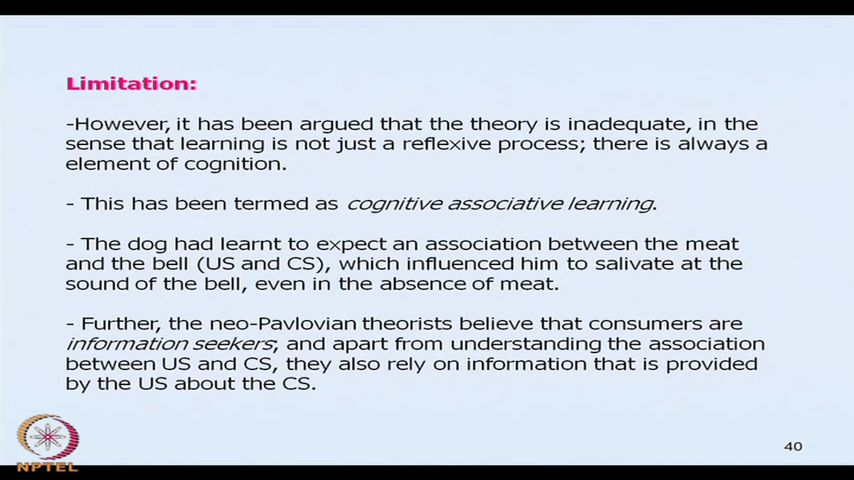 Limitation:
-However, it has been argued that the theory is inadequate, in the
sense that learning is not just a reflexive process; there is always a
element of cognition.
- This has been termed as cognitive associative learning.
- The dog had learnt to expect an association between the meat
and the bell (US and CS), which influenced him to salivate at the
sound of the bell, even in the absence of meat.
- Further, the neo-Pavlovian theorists believe that consumers are
information seekers; and apart from understanding the association
between US and CS, they also rely on information that is provided
by the US about the CS.
NPTEL
40